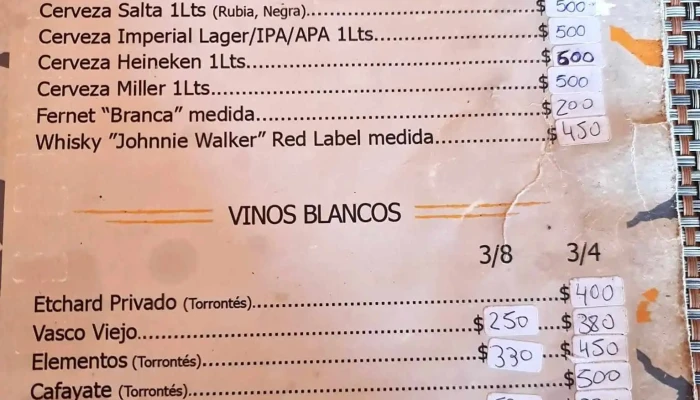 Cerveza Salta 1Lts (Rubia, Negra)....................................$ 500
Cerveza Imperial Lager/IPA/APA 1Lts..........................$ 500
Cerveza Heineken 1Lts...............................................$ 600
Cerveza Miller 1Lts.....................................................$ 500
Fernet "Branca" medida..............................................$ 200
Whisky "Johnnie Walker" Red Label medida.................$ 450
VINOS BLANCOS
3/8 3/4
Etchard Privado (Torrontés)..................................................$ 400
Vasco Viejo.....................................................$ 250 ...$ 380
Elementos (Torrontés)...........................................$ 330 ...$ 450
Cafayate (Torrontés)............................................................$ 500